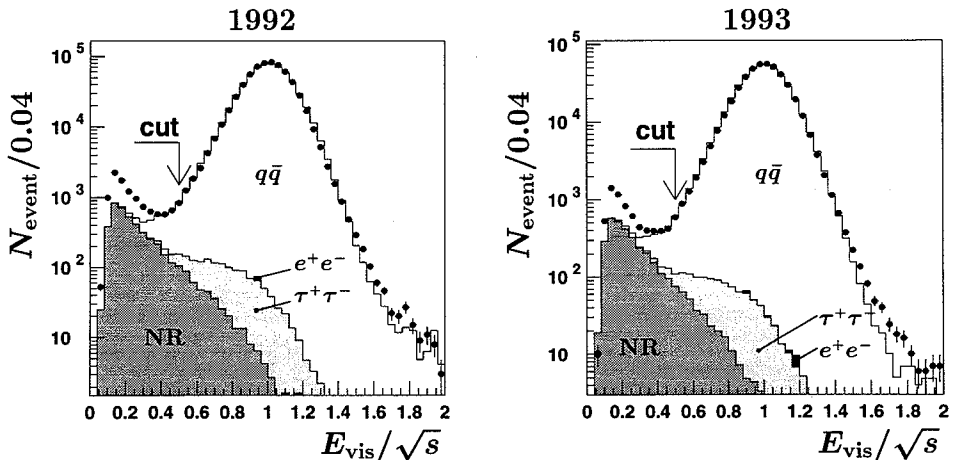 1992
N_event/0.04
10^5
10^4
10^3
10^2
10
cut
qq̄
e⁺e⁻
τ⁺τ⁻
NR
0 0.2 0.4 0.6 0.8 1 1.2 1.4 1.6 1.8 2
E_vis/√s
1993
N_event/0.04
10^5
10^4
10^3
10^2
10
cut
qq̄
τ⁺τ⁻
e⁺e⁻
NR
0 0.2 0.4 0.6 0.8 1 1.2 1.4 1.6 1.8 2
E_vis/√s